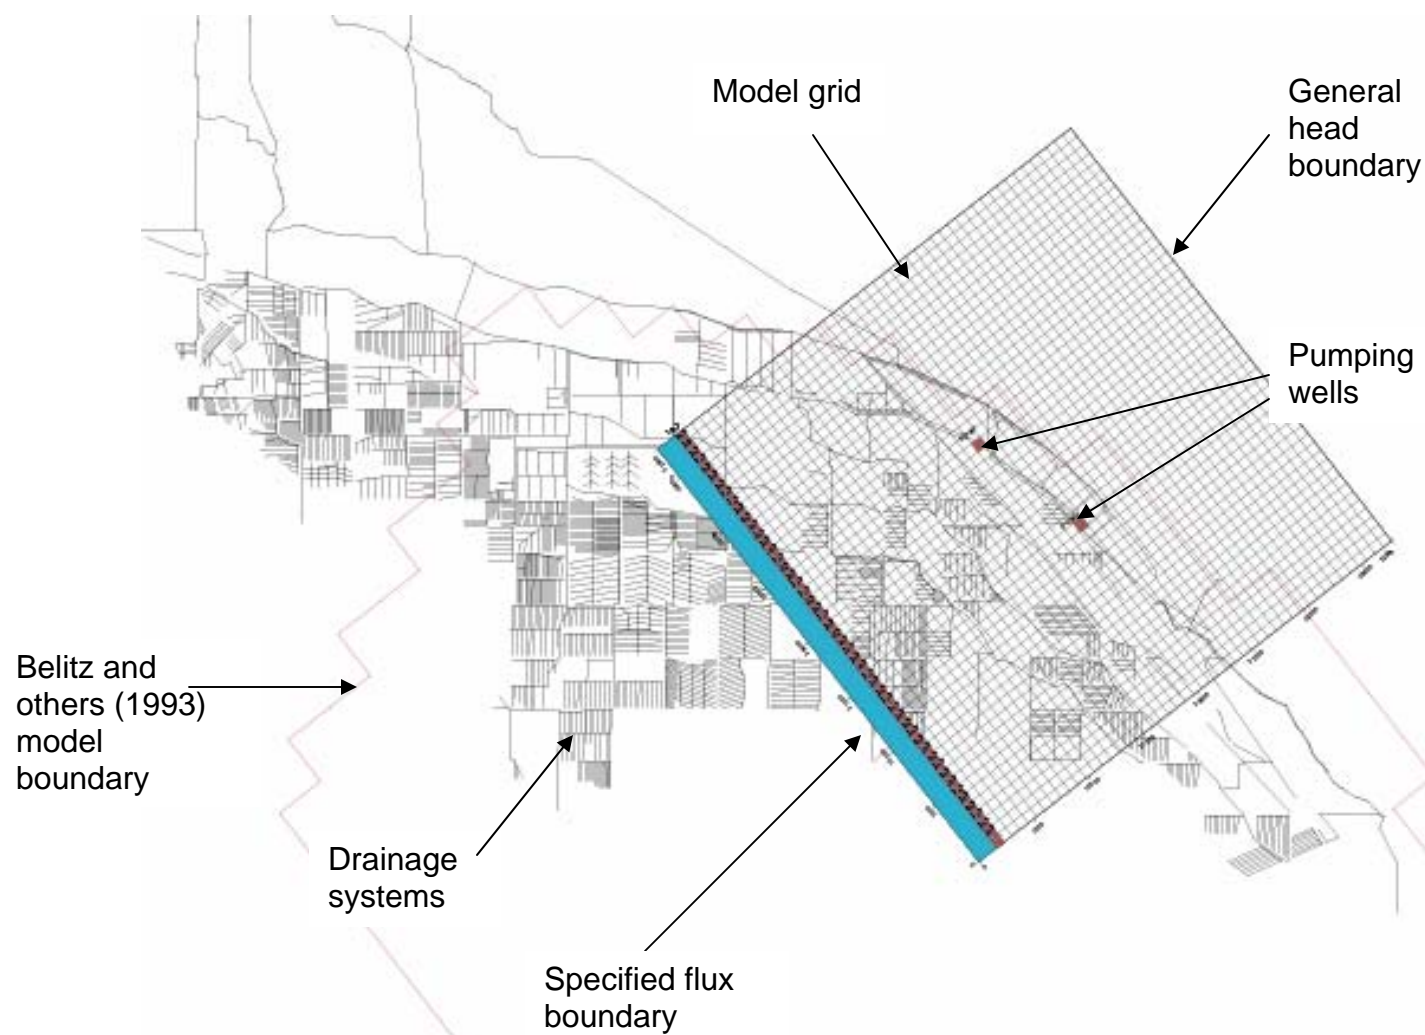 Model grid
General
head
boundary
Pumping
wells
Belitz and
others (1993)
model
boundary
Drainage
systems
Specified flux
boundary